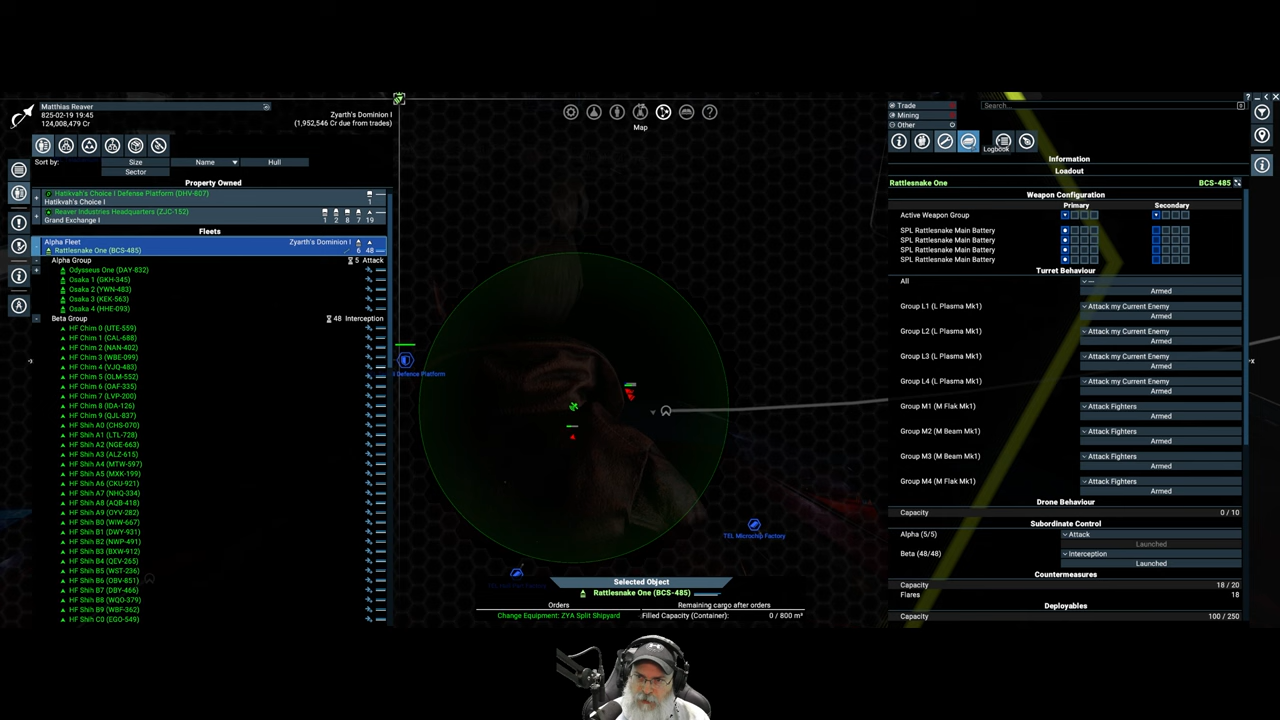 Matthias Reaver
825-02-19 19:45
124,008,479 Cr
Zyarth's Dominion I
(1,952,546 Cr due from trades)
Sort by:
Size
Name
Hull
Sector
Property Owned
Hatikvah's Choice I Defense Platform (DHV-807)
Hatikvah's Choice I
1
Reaver Industries Headquarters (ZJC-152)
Grand Exchange I
1 2 8 7 19
Fleets
Alpha Fleet
Zyarth's Dominion I
Rattlesnake One (BCS-485)
6 48
Alpha Group
5 Attack
Odysseus One (DAY-832)
Osaka 1 (GKH-345)
Osaka 2 (YWN-483)
Osaka 3 (KEK-563)
Osaka 4 (HHE-093)
Beta Group
48 Interception
HF Chim 0 (UTE-559)
HF Chim 1 (CAL-688)
HF Chim 2 (NAN-402)
HF Chim 3 (WBE-099)
HF Chim 4 (VJQ-483)
HF Chim 5 (OLM-552)
HF Chim 6 (OAF-335)
HF Chim 7 (LVP-200)
HF Chim 8 (IDA-126)
HF Chim 9 (QJL-837)
HF Shih A0 (CHS-070)
HF Shih A1 (LTL-728)
HF Shih A2 (NGE-663)
HF Shih A3 (ALZ-615)
HF Shih A4 (MTW-597)
HF Shih A5 (MXK-199)
HF Shih A6 (CKU-921)
HF Shih A7 (NHQ-334)
HF Shih A8 (AQB-418)
HF Shih A9 (OYV-282)
HF Shih B0 (WIW-667)
HF Shih B1 (DWY-931)
HF Shih B2 (NWP-491)
HF Shih B3 (BXW-912)
HF Shih B4 (QEV-265)
HF Shih B5 (WST-236)
HF Shih B6 (OBV-851)
HF Shih B7 (DBY-466)
HF Shih B8 (WQO-379)
HF Shih B9 (WBF-362)
HF Shih C0 (EGO-549)
Map
Defence Platform
TEL Microchip Factory
Selected Object
Rattlesnake One (BCS-485)
Orders
Remaining cargo after orders
Change Equipment: ZYA Split Shipyard
Filled Capacity (Container):
0 / 800 m³
Trade
Mining
Other
Search...
Logbook
Information
Loadout
Rattlesnake One
BCS-485
Weapon Configuration
Primary
Secondary
Active Weapon Group
SPL Rattlesnake Main Battery
SPL Rattlesnake Main Battery
SPL Rattlesnake Main Battery
SPL Rattlesnake Main Battery
Turret Behaviour
All
Armed
Group L1 (L Plasma Mk1)
Attack my Current Enemy
Armed
Group L2 (L Plasma Mk1)
Attack my Current Enemy
Armed
Group L3 (L Plasma Mk1)
Attack my Current Enemy
Armed
Group L4 (L Plasma Mk1)
Attack my Current Enemy
Armed
Group M1 (M Flak Mk1)
Attack Fighters
Armed
Group M2 (M Beam Mk1)
Attack Fighters
Armed
Group M3 (M Beam Mk1)
Attack Fighters
Armed
Group M4 (M Flak Mk1)
Attack Fighters
Armed
Drone Behaviour
Capacity
0 / 10
Subordinate Control
Alpha (5/5)
Attack
Launched
Beta (48/48)
Interception
Launched
Countermeasures
Capacity
18 / 20
Flares
18
Deployables
Capacity
100 / 250